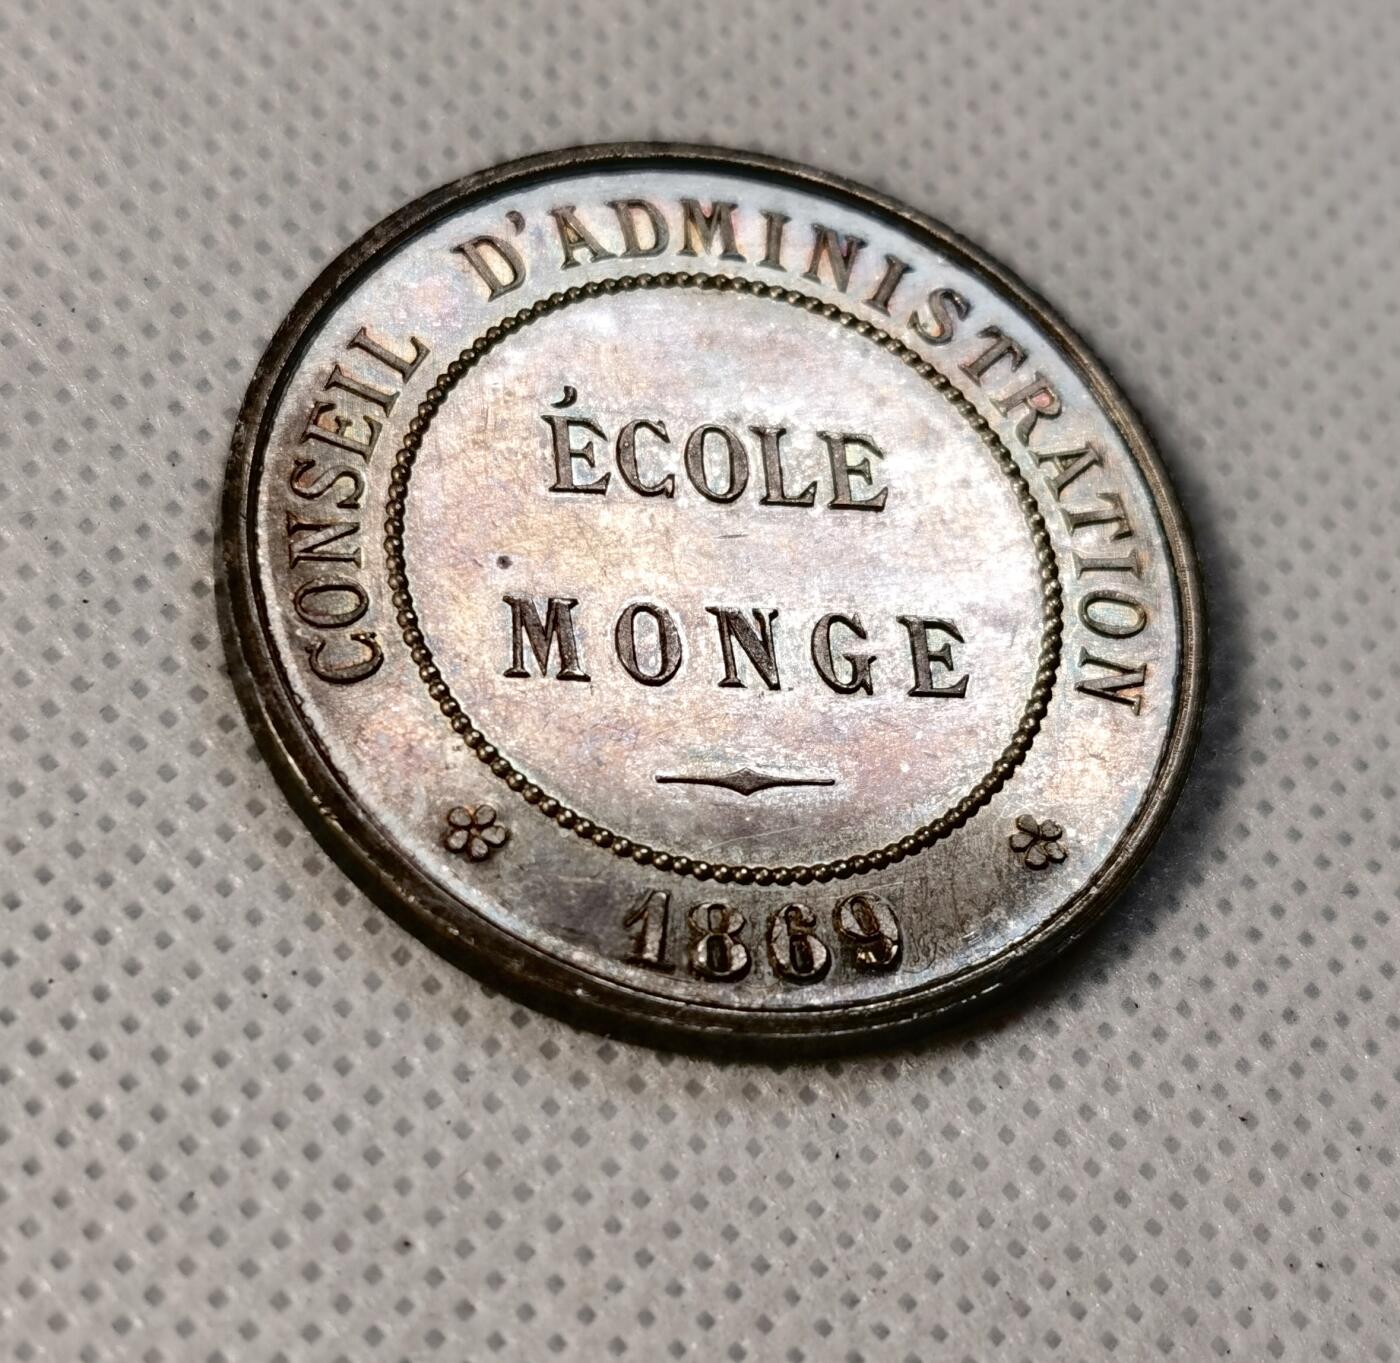 CONSEIL D'ADMINISTRATION
ÉCOLE
MONGE
1869